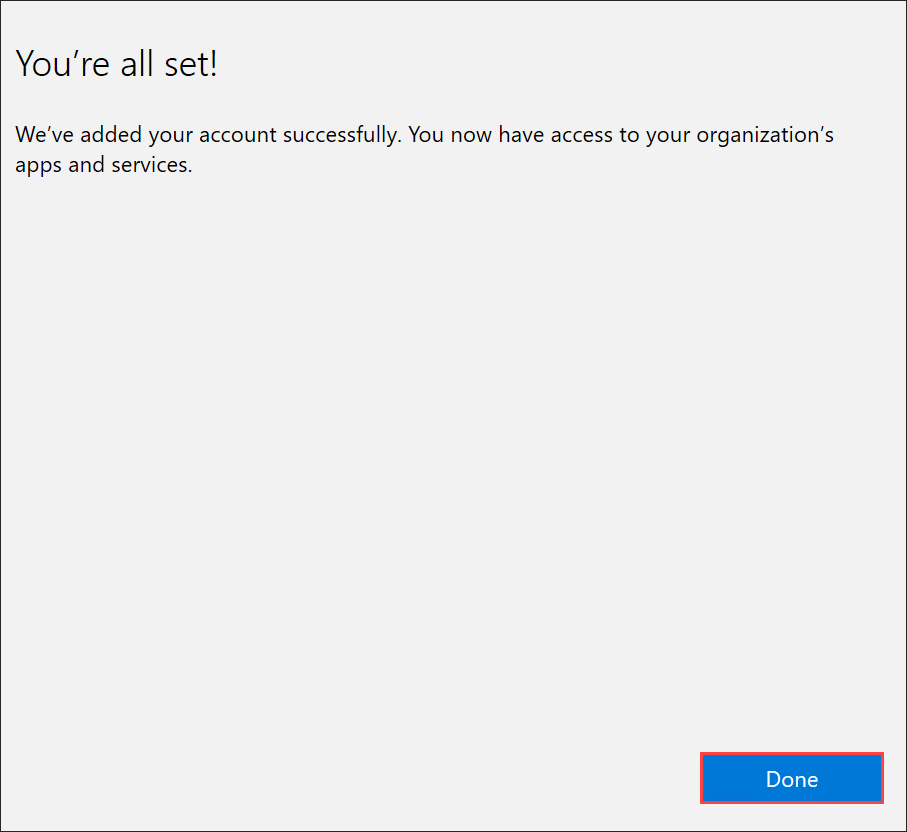 You’re all set!
We’ve added your account successfully. You now have access to your organization’s
apps and services.
Done